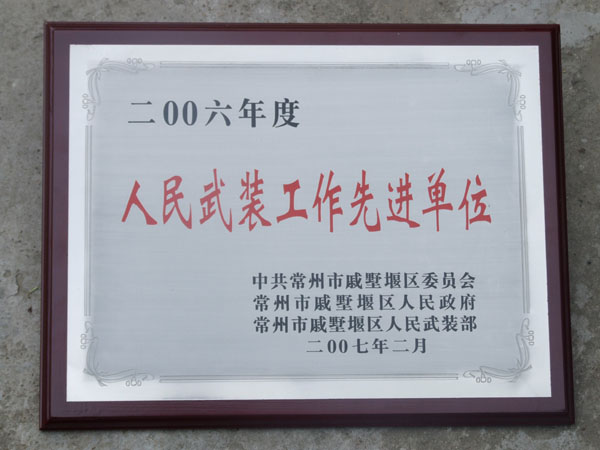 二00六年度
人民武装工作先进单位
中共常州市戚墅堰区委员会
常州市戚墅堰区人民政府
常州市戚墅堰区人民武装部
二00七年二月